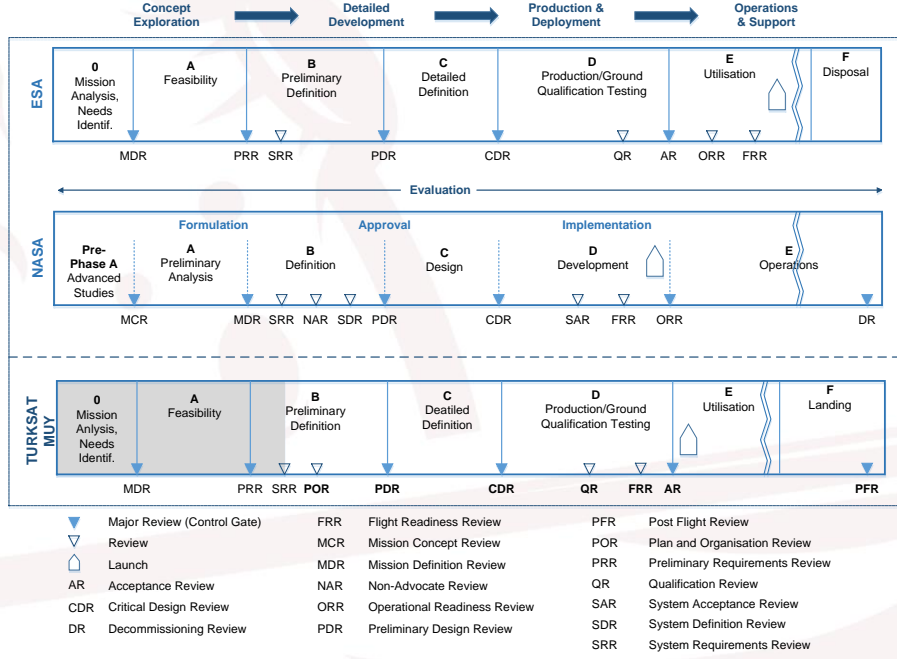 Concept
Exploration
Detailed
Development
Production &
Deployment
Operations
& Support
ESA
0
Mission
Analysis,
Needs
Identif.
A
Feasibility
B
Preliminary
Definition
C
Detailed
Definition
D
Production/Ground
Qualification Testing
E
Utilisation
F
Disposal
MDR PRR SRR PDR CDR QR AR ORR FRR
Evaluation
NASA
Formulation Approval Implementation
Pre-
Phase A
Advanced
Studies
A
Preliminary
Analysis
B
Definition
C
Design
D
Development
E
Operations
MCR MDR SRR NAR SDR PDR CDR SAR FRR ORR DR
TURKSAT
MUY
0
Mission
Anlysis,
Needs
Identif.
A
Feasibility
B
Preliminary
Definition
C
Deatiled
Definition
D
Production/Ground
Qualification Testing
E
Utilisation
F
Landing
MDR PRR SRR POR PDR CDR QR FRR AR PFR
Major Review (Control Gate)
Review
Launch
AR Acceptance Review
CDR Critical Design Review
DR Decommissioning Review
FRR Flight Readiness Review
MCR Mission Concept Review
MDR Mission Definition Review
NAR Non-Advocate Review
ORR Operational Readiness Review
PDR Preliminary Design Review
PFR Post Flight Review
POR Plan and Organisation Review
PRR Preliminary Requirements Review
QR Qualification Review
SAR System Acceptance Review
SDR System Definition Review
SRR System Requirements Review